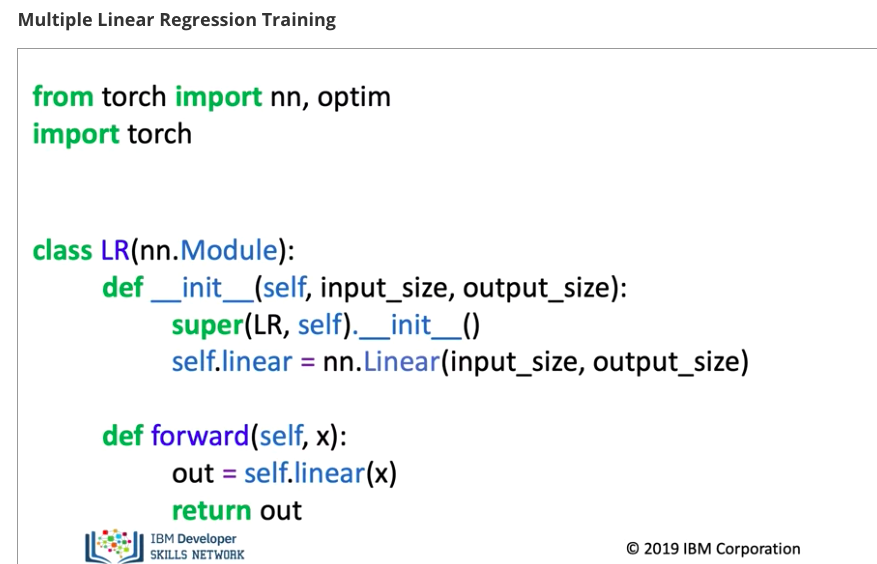 Multiple Linear Regression Training
from torch import nn, optim
import torch
class LR(nn.Module):
def __init__(self, input_size, output_size):
super(LR, self).__init__()
self.linear = nn.Linear(input_size, output_size)
def forward(self, x):
out = self.linear(x)
return out
IBM Developer
SKILLS NETWORK
© 2019 IBM Corporation